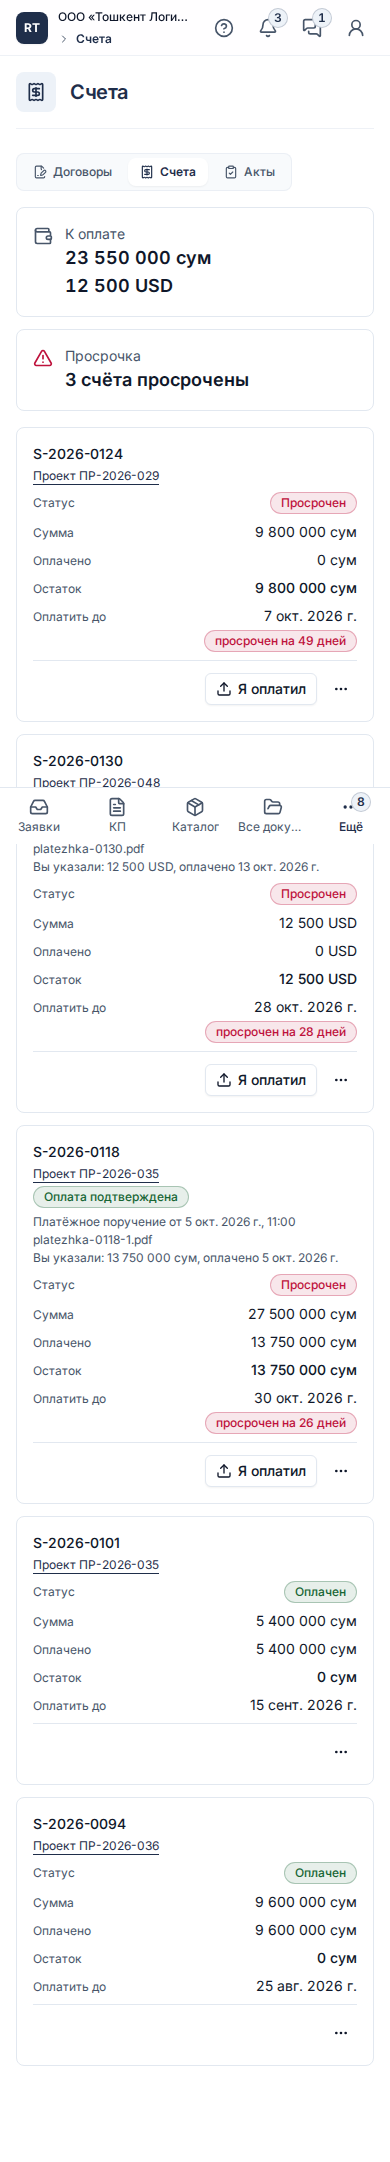 RT
ООО «Тошкент Логи...
Счета
3
1
Счета
Договоры
Счета
Акты
К оплате
23 550 000 сум
12 500 USD
Просрочка
3 счёта просрочены
S-2026-0124
Проект ПР-2026-029
Статус
Просрочен
Сумма
9 800 000 сум
Оплачено
0 сум
Остаток
9 800 000 сум
Оплатить до
7 окт. 2026 г.
просрочен на 49 дней
Я оплатил
S-2026-0130
Проект ПР-2026-048
Заявки
КП
Каталог
Все доку...
8
Ещё
platezhka-0130.pdf
Вы указали: 12 500 USD, оплачено 13 окт. 2026 г.
Статус
Просрочен
Сумма
12 500 USD
Оплачено
0 USD
Остаток
12 500 USD
Оплатить до
28 окт. 2026 г.
просрочен на 28 дней
Я оплатил
S-2026-0118
Проект ПР-2026-035
Оплата подтверждена
Платёжное поручение от 5 окт. 2026 г., 11:00
platezhka-0118-1.pdf
Вы указали: 13 750 000 сум, оплачено 5 окт. 2026 г.
Статус
Просрочен
Сумма
27 500 000 сум
Оплачено
13 750 000 сум
Остаток
13 750 000 сум
Оплатить до
30 окт. 2026 г.
просрочен на 26 дней
Я оплатил
S-2026-0101
Проект ПР-2026-035
Статус
Оплачен
Сумма
5 400 000 сум
Оплачено
5 400 000 сум
Остаток
0 сум
Оплатить до
15 сент. 2026 г.
S-2026-0094
Проект ПР-2026-036
Статус
Оплачен
Сумма
9 600 000 сум
Оплачено
9 600 000 сум
Остаток
0 сум
Оплатить до
25 авг. 2026 г.